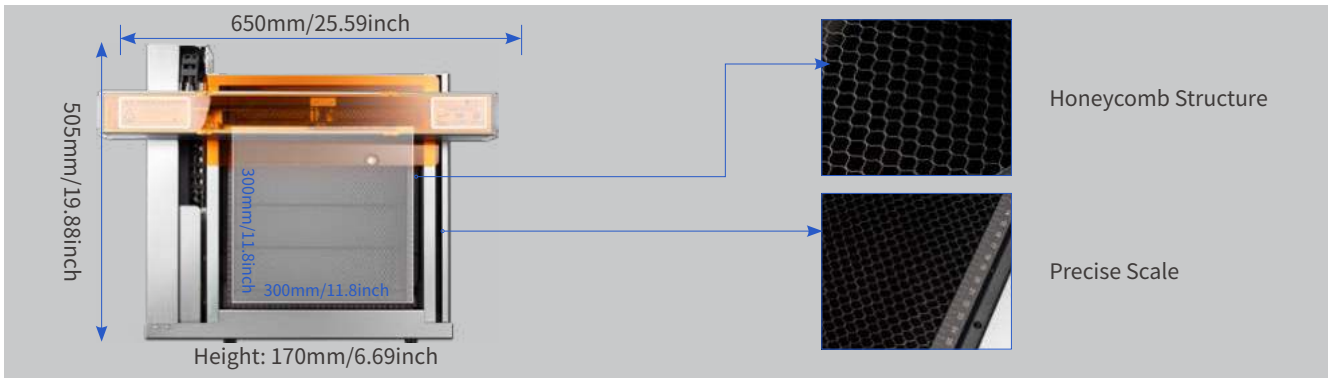 650mm/25.59inch
505mm/19.88inch
300mm/11.8inch
300mm/11.8inch
Height: 170mm/6.69inch
Honeycomb Structure
Precise Scale